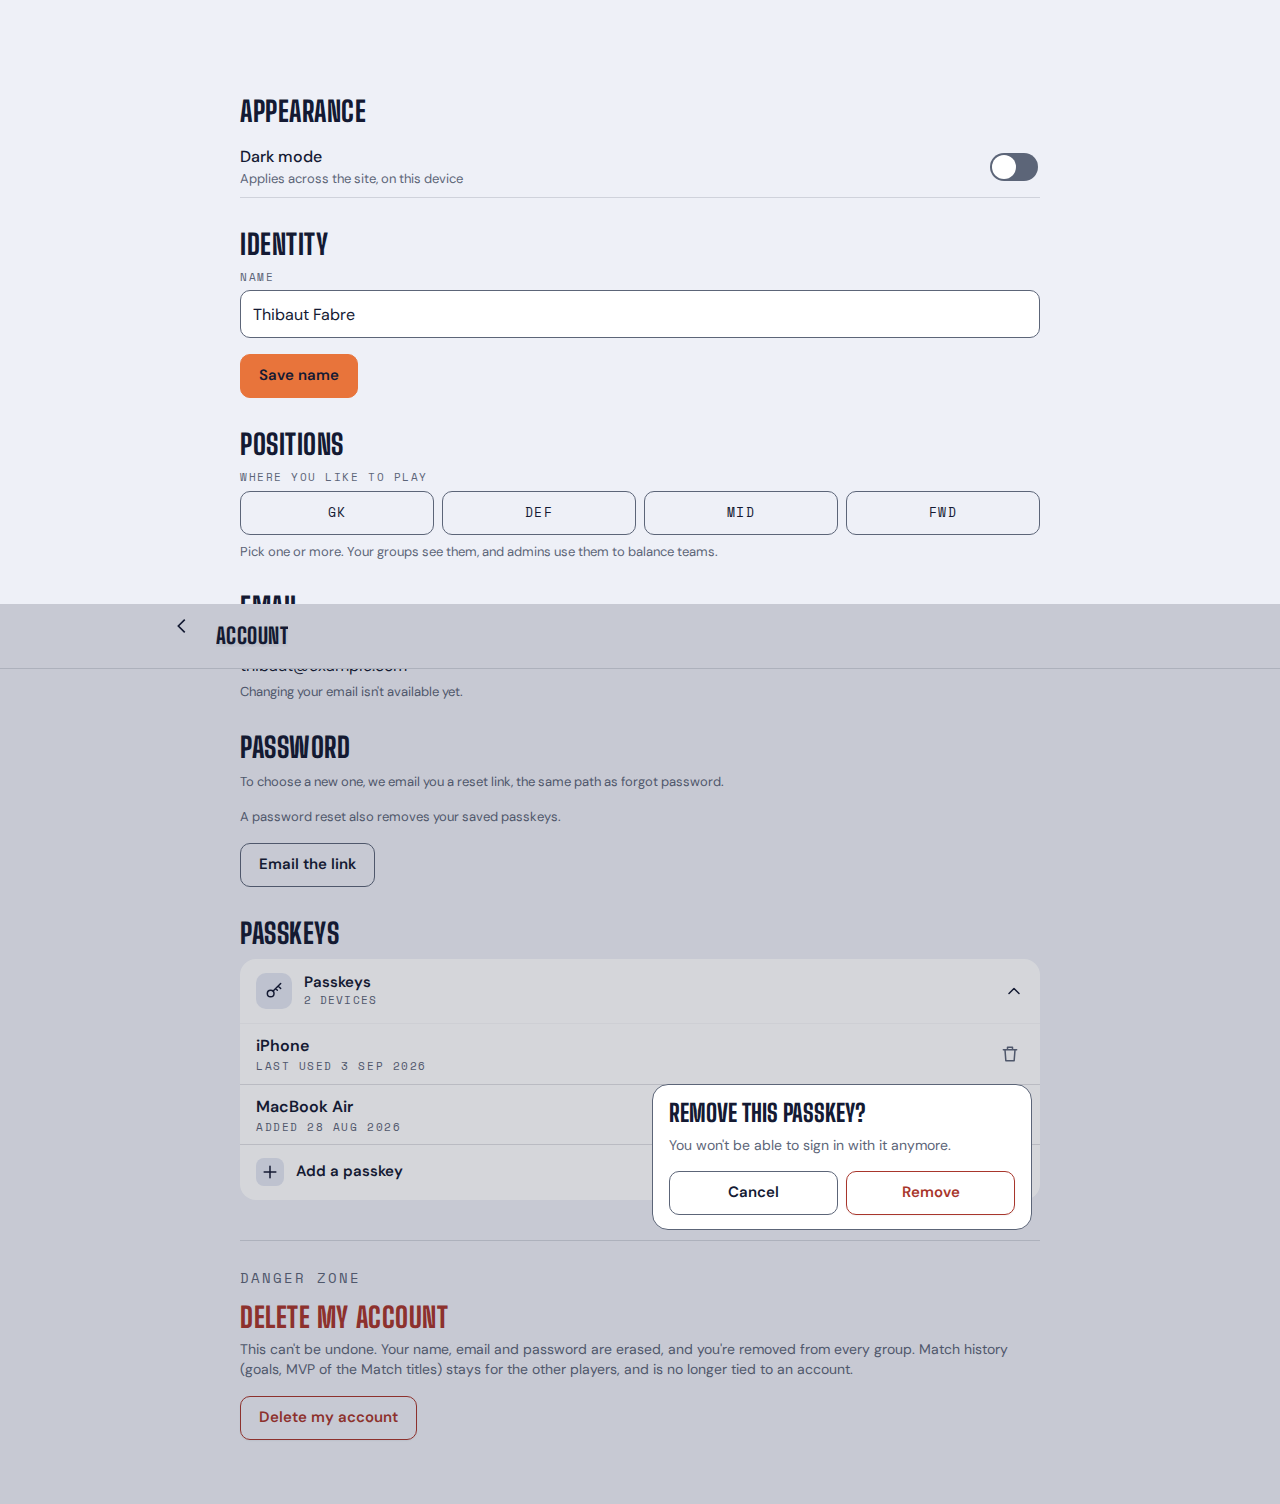 APPEARANCE
Dark mode
Applies across the site, on this device
IDENTITY
NAME
Thibaut Fabre
Save name
POSITIONS
WHERE YOU LIKE TO PLAY
GK
DEF
MID
FWD
Pick one or more. Your groups see them, and admins use them to balance teams.
EMAIL
ACCOUNT
thibaut@example.com
Changing your email isn't available yet.
PASSWORD
To choose a new one, we email you a reset link, the same path as forgot password.
A password reset also removes your saved passkeys.
Email the link
PASSKEYS
Passkeys
2 DEVICES
iPhone
LAST USED 3 SEP 2026
MacBook Air
ADDED 28 AUG 2026
Add a passkey
REMOVE THIS PASSKEY?
You won't be able to sign in with it anymore.
Cancel
Remove
DANGER ZONE
DELETE MY ACCOUNT
This can't be undone. Your name, email and password are erased, and you're removed from every group. Match history
(goals, MVP of the Match titles) stays for the other players, and is no longer tied to an account.
Delete my account